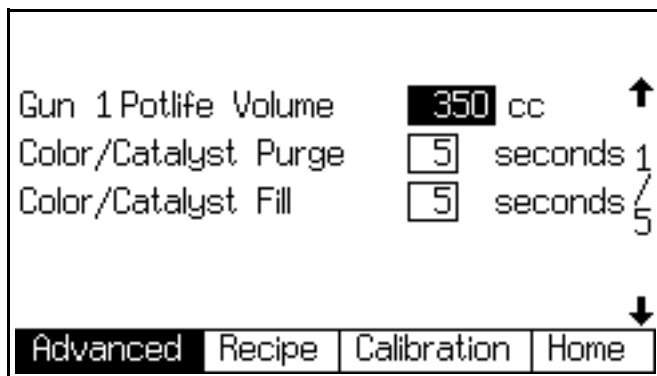 Gun 1 Potlife Volume 350 cc
Color/Catalyst Purge 5 seconds
Color/Catalyst Fill 5 seconds
1/5
Advanced Recipe Calibration Home